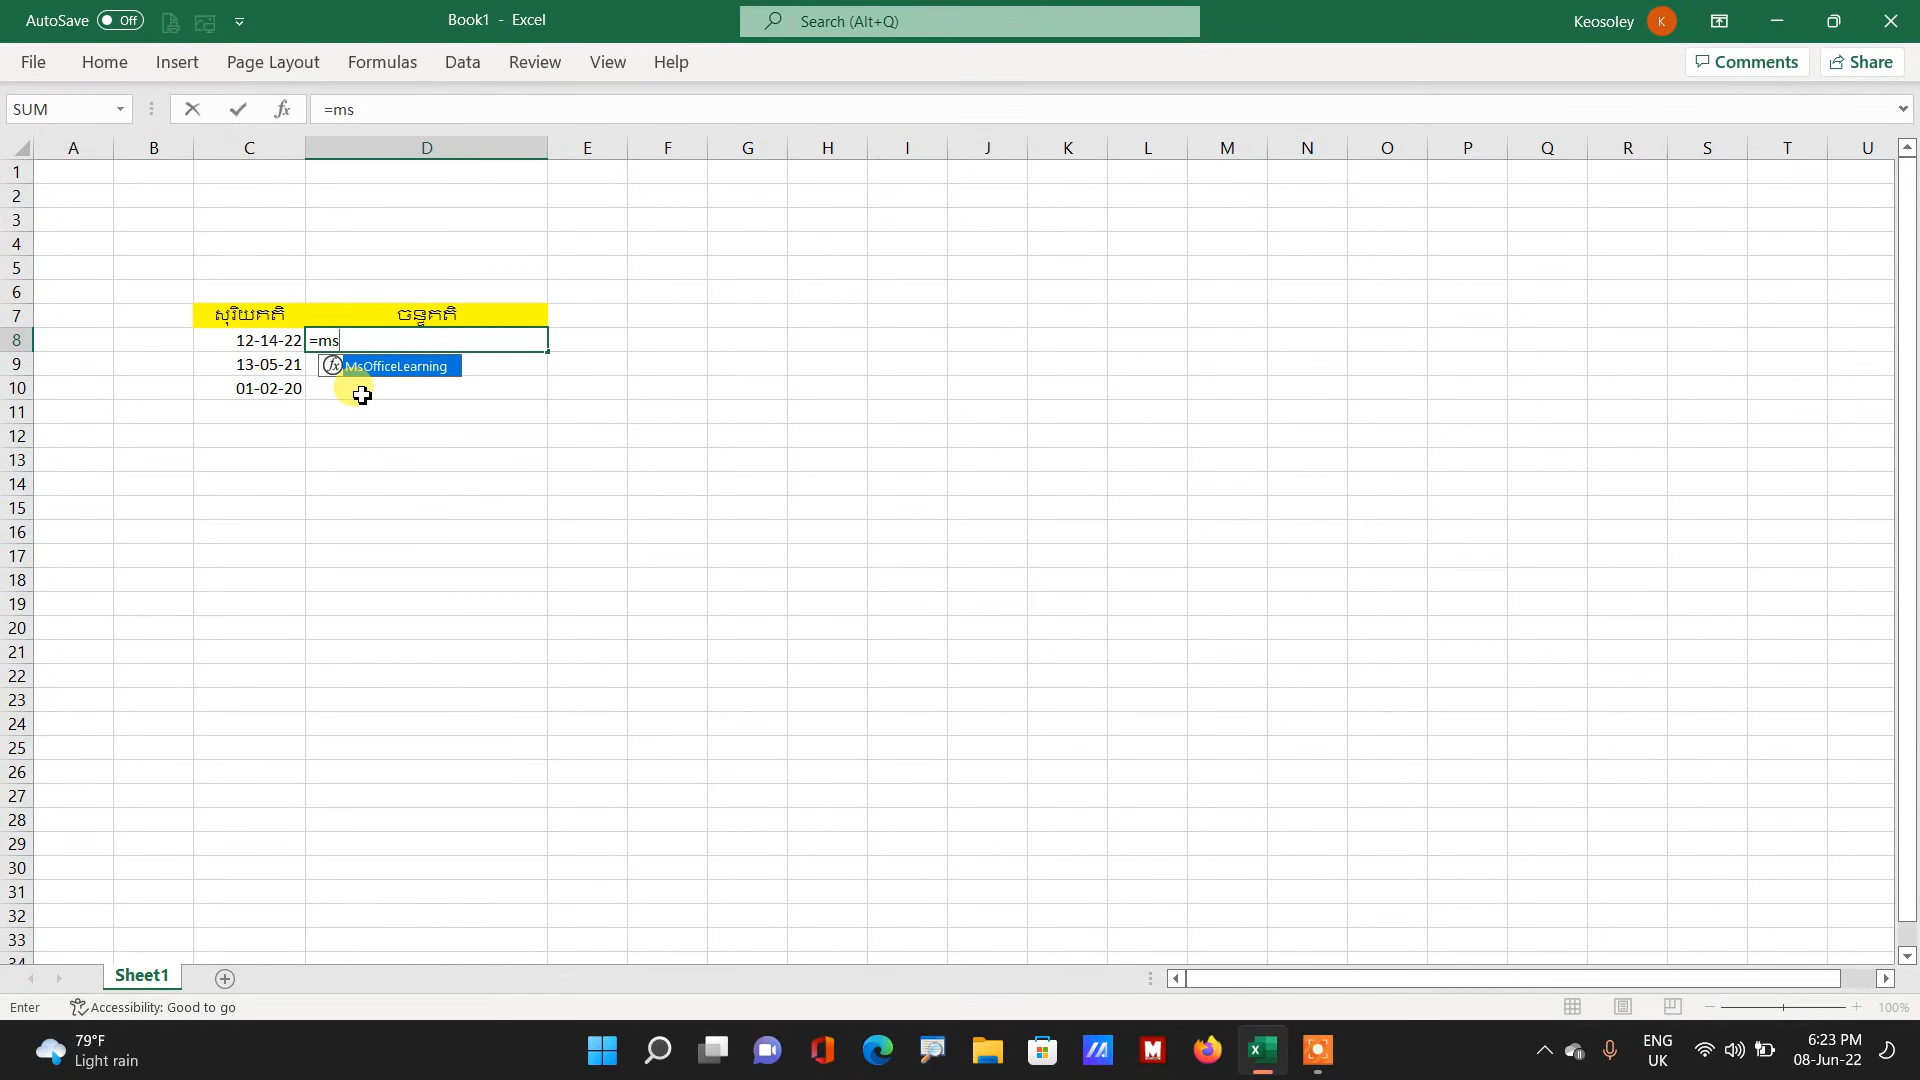 AutoSave Off Book1 - Excel Search (Alt+Q) Keosoley K
File Home Insert Page Layout Formulas Data Review View Help Comments Share
SUM fx =ms
A B C D E F G H I J K L M N O P Q R S T U
1
2
3
4
5
6
7 សុរិយគតិ ចន្ទគតិ
8 12-14-22 =ms
9 13-05-21 fx MsOfficeLearning
10 01-02-20
11
12
13
14
15
16
17
18
19
20
21
22
23
24
25
26
27
28
29
30
31
32
33
34
Sheet1
Enter Accessibility: Good to go 100%
79°F
Light rain
ENG
UK
6:23 PM
08-Jun-22